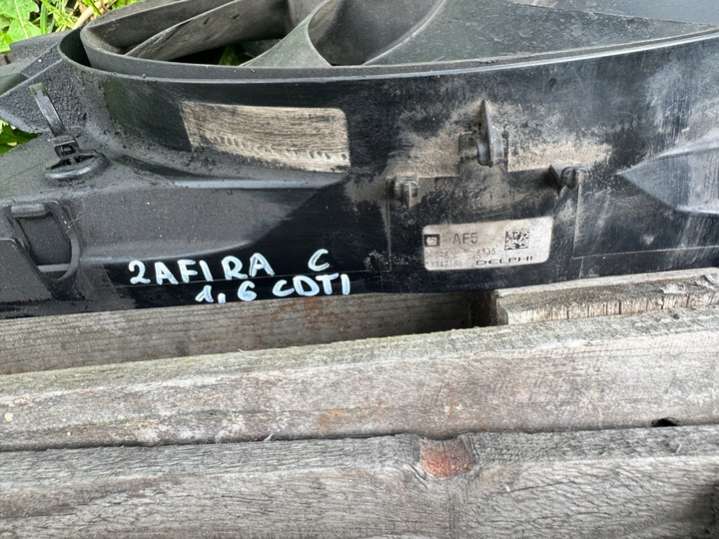 AF5
DELPHI
2AFIRA C
1,6 CDTI